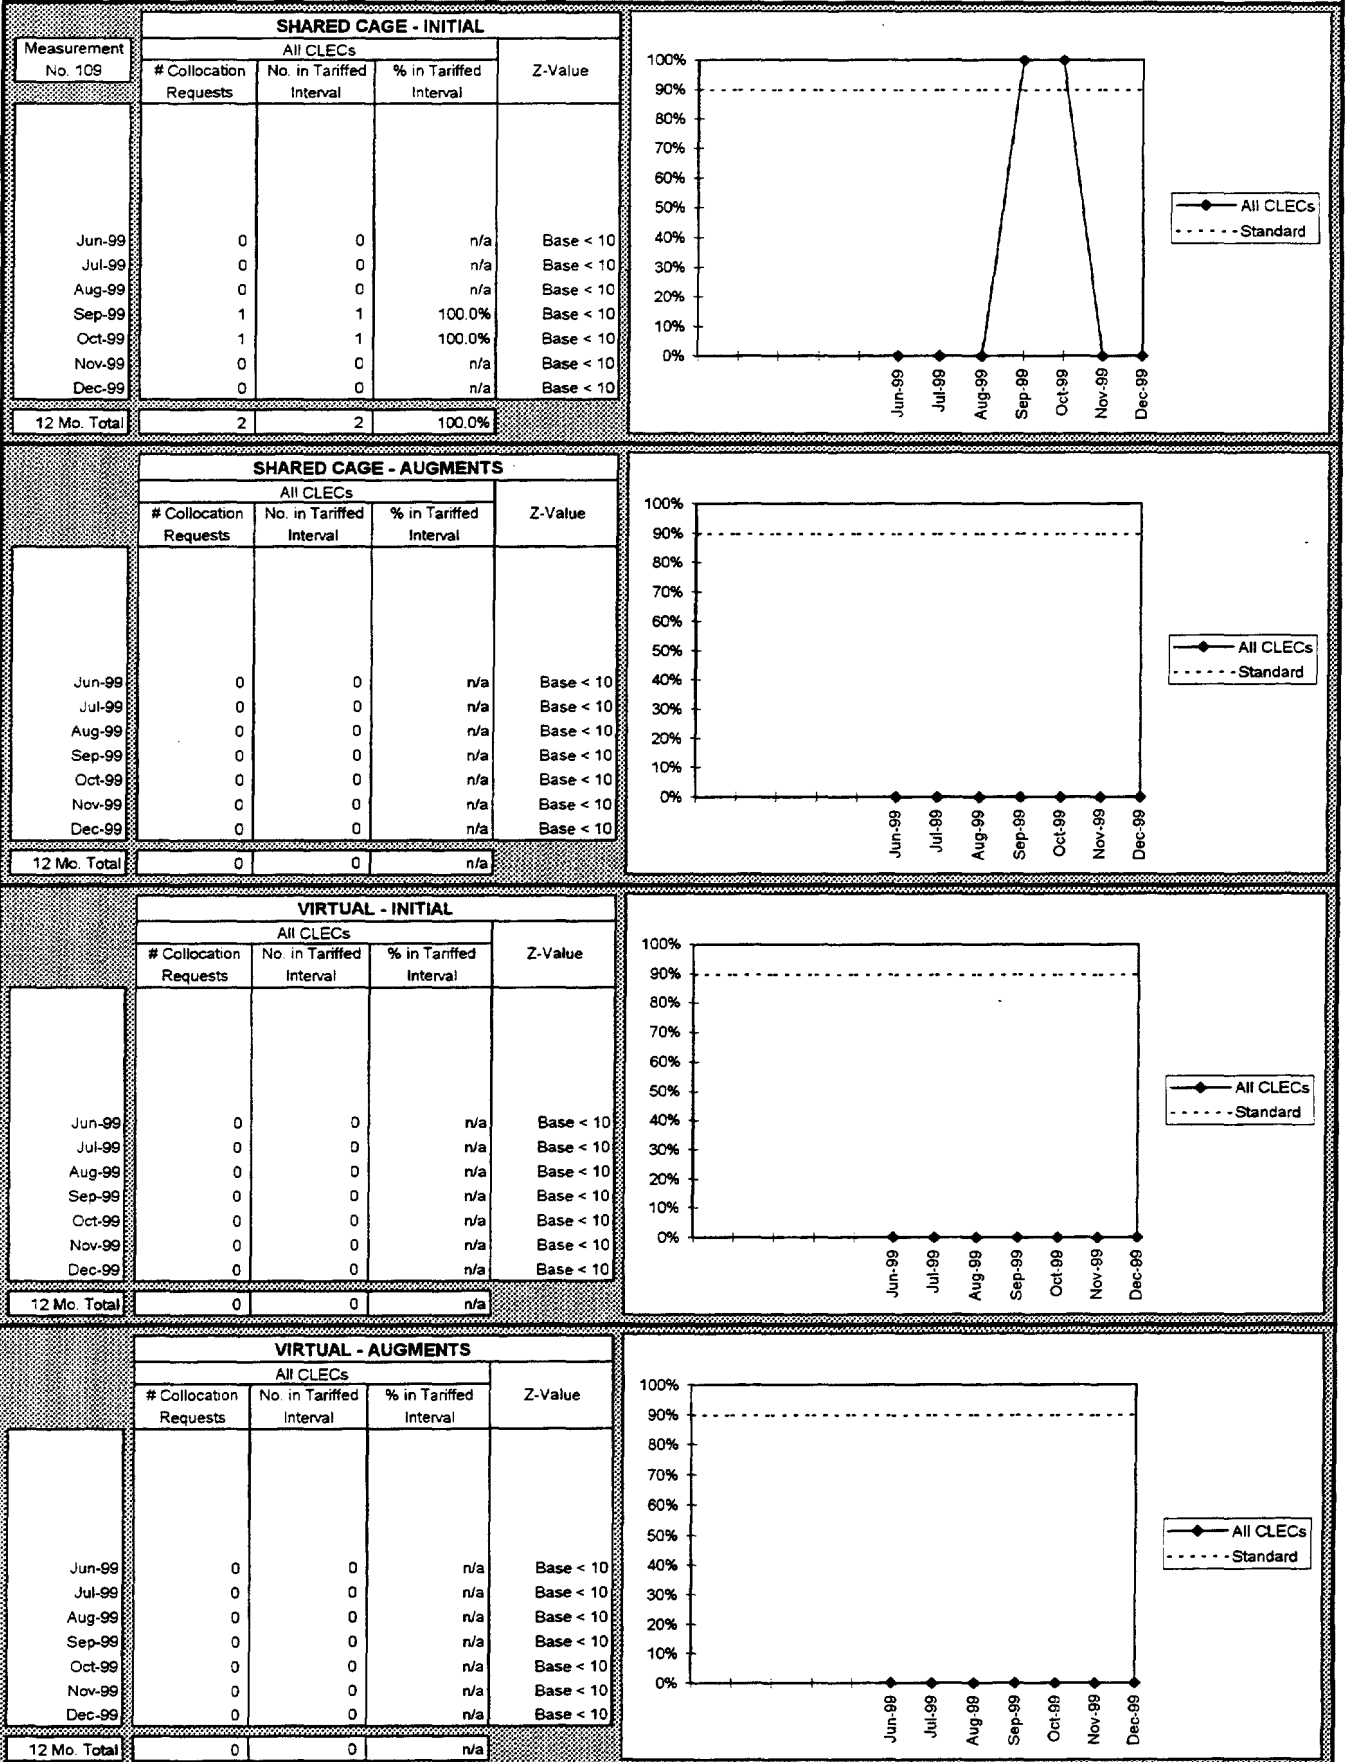 SHARED CAGE - INITIAL
Measurement
No. 109
All CLECs
# Collocation Requests
No. in Tariffed Interval
% in Tariffed Interval
Z-Value
Jun-99 0 0 n/a Base < 10
Jul-99 0 0 n/a Base < 10
Aug-99 0 0 n/a Base < 10
Sep-99 1 1 100.0% Base < 10
Oct-99 1 1 100.0% Base < 10
Nov-99 0 0 n/a Base < 10
Dec-99 0 0 n/a Base < 10
12 Mo. Total 2 2 100.0%
100%
90%
80%
70%
60%
50%
40%
30%
20%
10%
0%
Jun-99
Jul-99
Aug-99
Sep-99
Oct-99
Nov-99
Dec-99
All CLECs
Standard
SHARED CAGE - AUGMENTS
All CLECs
# Collocation Requests
No. in Tariffed Interval
% in Tariffed Interval
Z-Value
Jun-99 0 0 n/a Base < 10
Jul-99 0 0 n/a Base < 10
Aug-99 0 0 n/a Base < 10
Sep-99 0 0 n/a Base < 10
Oct-99 0 0 n/a Base < 10
Nov-99 0 0 n/a Base < 10
Dec-99 0 0 n/a Base < 10
12 Mo. Total 0 0 n/a
100%
90%
80%
70%
60%
50%
40%
30%
20%
10%
0%
Jun-99
Jul-99
Aug-99
Sep-99
Oct-99
Nov-99
Dec-99
All CLECs
Standard
VIRTUAL - INITIAL
All CLECs
# Collocation Requests
No. in Tariffed Interval
% in Tariffed Interval
Z-Value
Jun-99 0 0 n/a Base < 10
Jul-99 0 0 n/a Base < 10
Aug-99 0 0 n/a Base < 10
Sep-99 0 0 n/a Base < 10
Oct-99 0 0 n/a Base < 10
Nov-99 0 0 n/a Base < 10
Dec-99 0 0 n/a Base < 10
12 Mo. Total 0 0 n/a
100%
90%
80%
70%
60%
50%
40%
30%
20%
10%
0%
Jun-99
Jul-99
Aug-99
Sep-99
Oct-99
Nov-99
Dec-99
All CLECs
Standard
VIRTUAL - AUGMENTS
All CLECs
# Collocation Requests
No. in Tariffed Interval
% in Tariffed Interval
Z-Value
Jun-99 0 0 n/a Base < 10
Jul-99 0 0 n/a Base < 10
Aug-99 0 0 n/a Base < 10
Sep-99 0 0 n/a Base < 10
Oct-99 0 0 n/a Base < 10
Nov-99 0 0 n/a Base < 10
Dec-99 0 0 n/a Base < 10
12 Mo. Total 0 0 n/a
100%
90%
80%
70%
60%
50%
40%
30%
20%
10%
0%
Jun-99
Jul-99
Aug-99
Sep-99
Oct-99
Nov-99
Dec-99
All CLECs
Standard